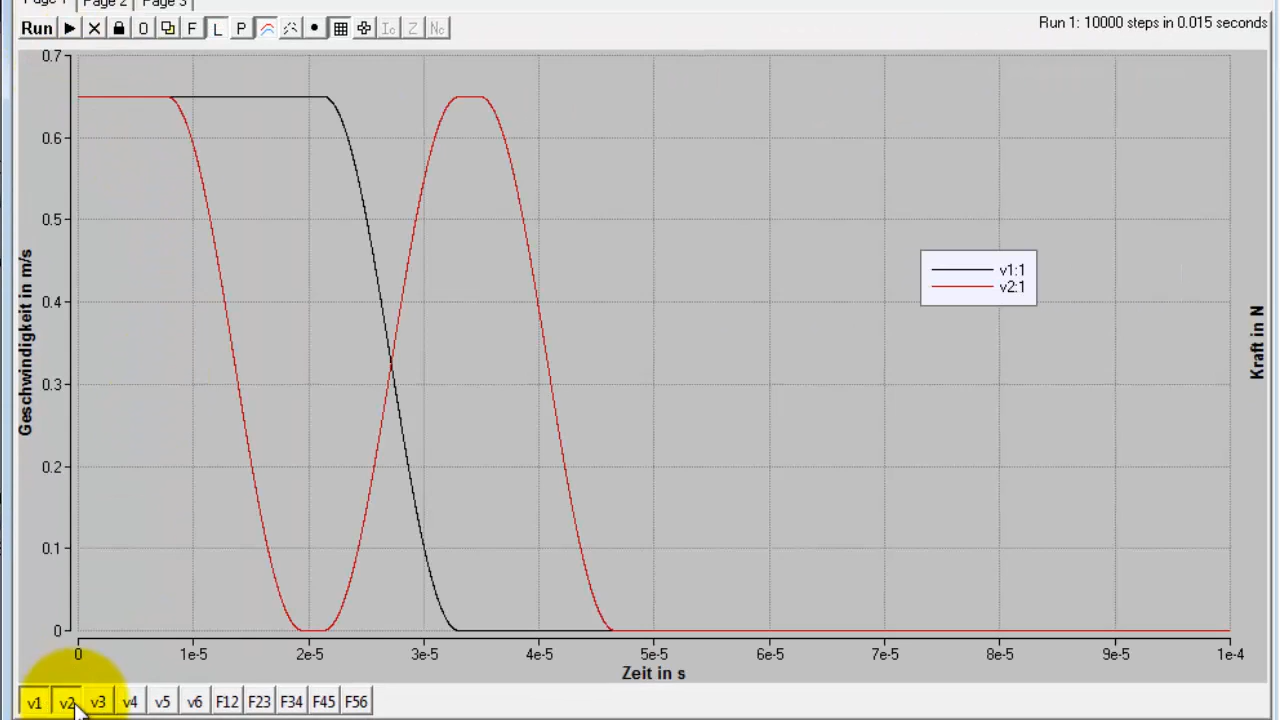 Page 1 Page 2 Page 3
Run 0 F L P Ic Z Nc Run 1: 10000 steps in 0.015 seconds
0.7
0.6
0.5
0.4
0.3
0.2
0.1
0
Geschwindigkeit in m/s
v1:1
v2:1
Kraft in N
0 1e-5 2e-5 3e-5 4e-5 5e-5 6e-5 7e-5 8e-5 9e-5 1e-4
Zeit in s
v1 v2 v3 v4 v5 v6 F12 F23 F34 F45 F56